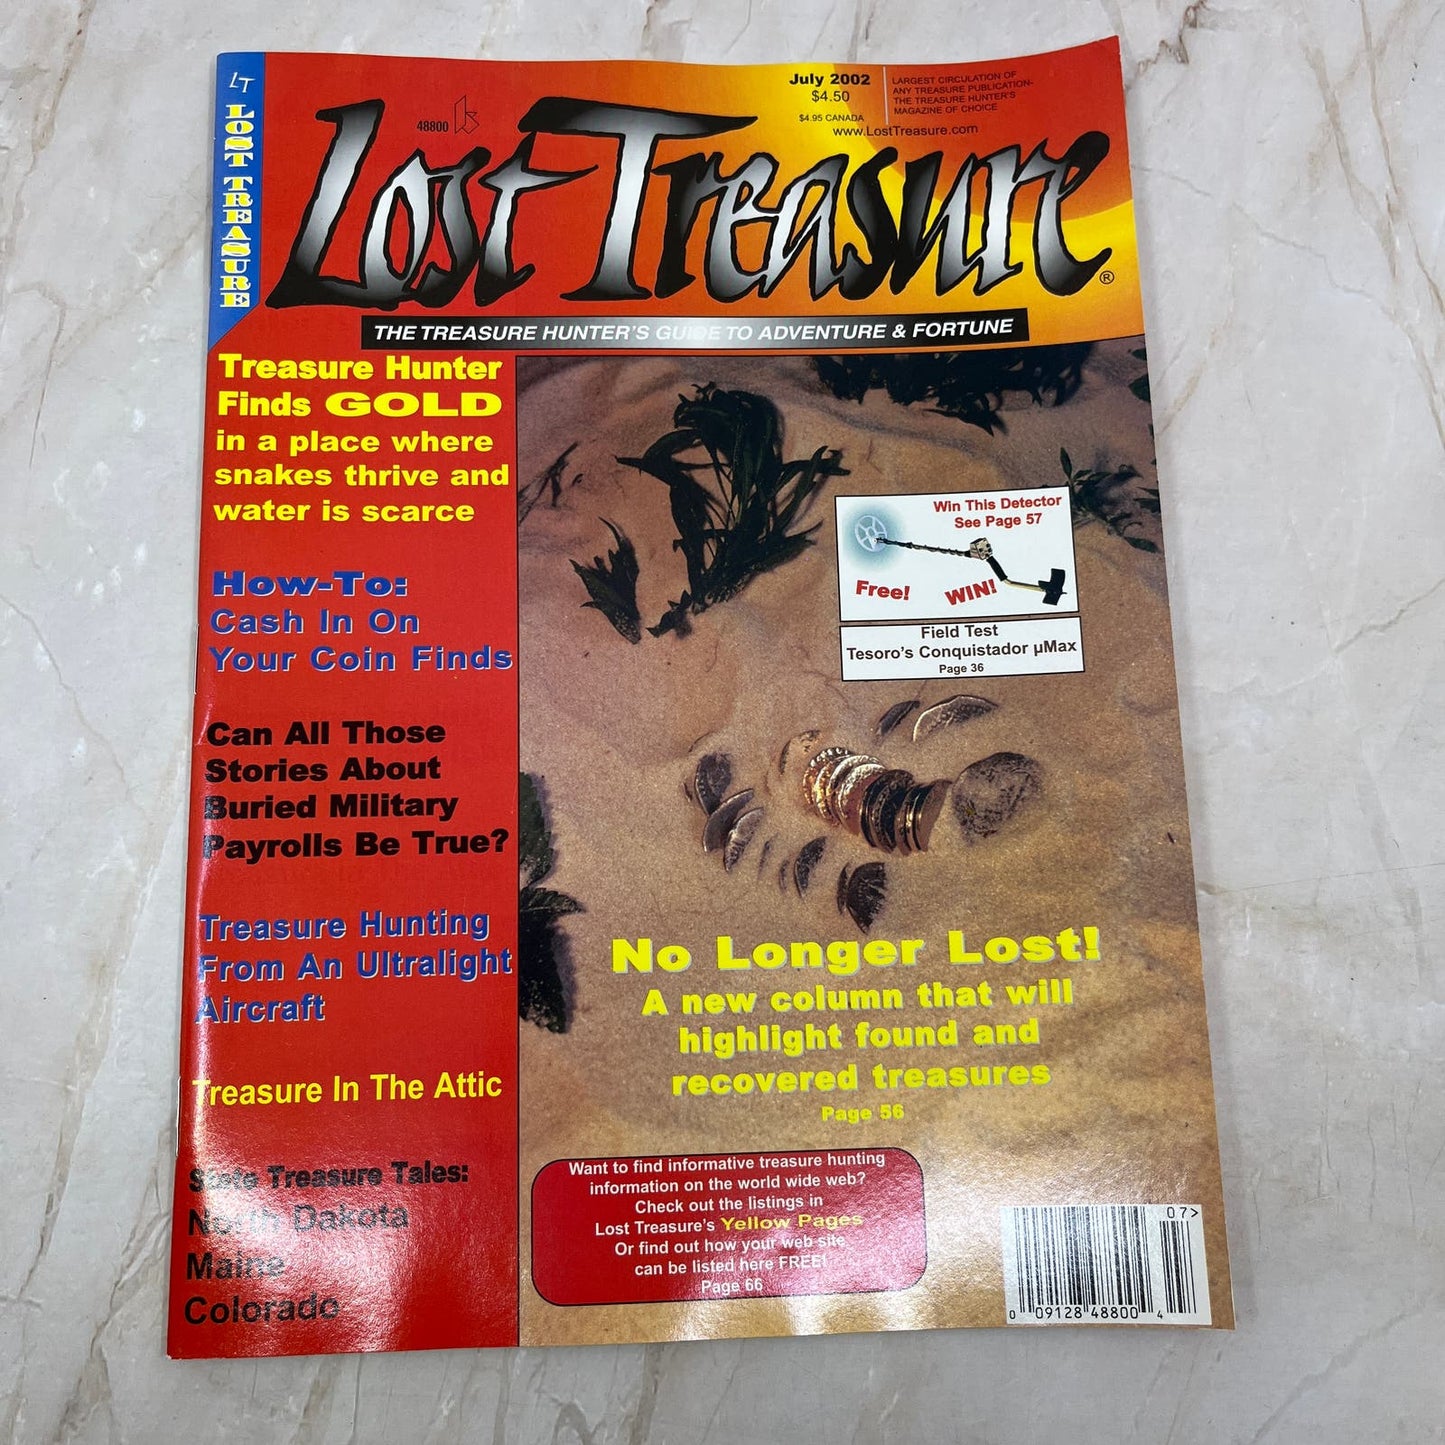 LT
LOST TREASURE
48800
July 2002
$4.50
$4.95 CANADA
LARGEST CIRCULATION OF
ANY TREASURE PUBLICATION-
THE TREASURE HUNTER'S
MAGAZINE OF CHOICE
www.LostTreasure.com
Lost Treasure®
THE TREASURE HUNTER'S GUIDE TO ADVENTURE & FORTUNE
Treasure Hunter
Finds GOLD
in a place where
snakes thrive and
water is scarce
How-To:
Cash In On
Your Coin Finds
Can All Those
Stories About
Buried Military
Payrolls Be True?
Treasure Hunting
From An Ultralight
Aircraft
Treasure In The Attic
State Treasure Tales:
North Dakota
Maine
Colorado
Win This Detector
See Page 57
Free!
WIN!
Field Test
Tesoro's Conquistador µMax
Page 36
No Longer Lost!
A new column that will
highlight found and
recovered treasures
Page 56
Want to find informative treasure hunting
information on the world wide web?
Check out the listings in
Lost Treasure's Yellow Pages
Or find out how your web site
can be listed here FREE!
Page 66
07>
0 09128 48800 4